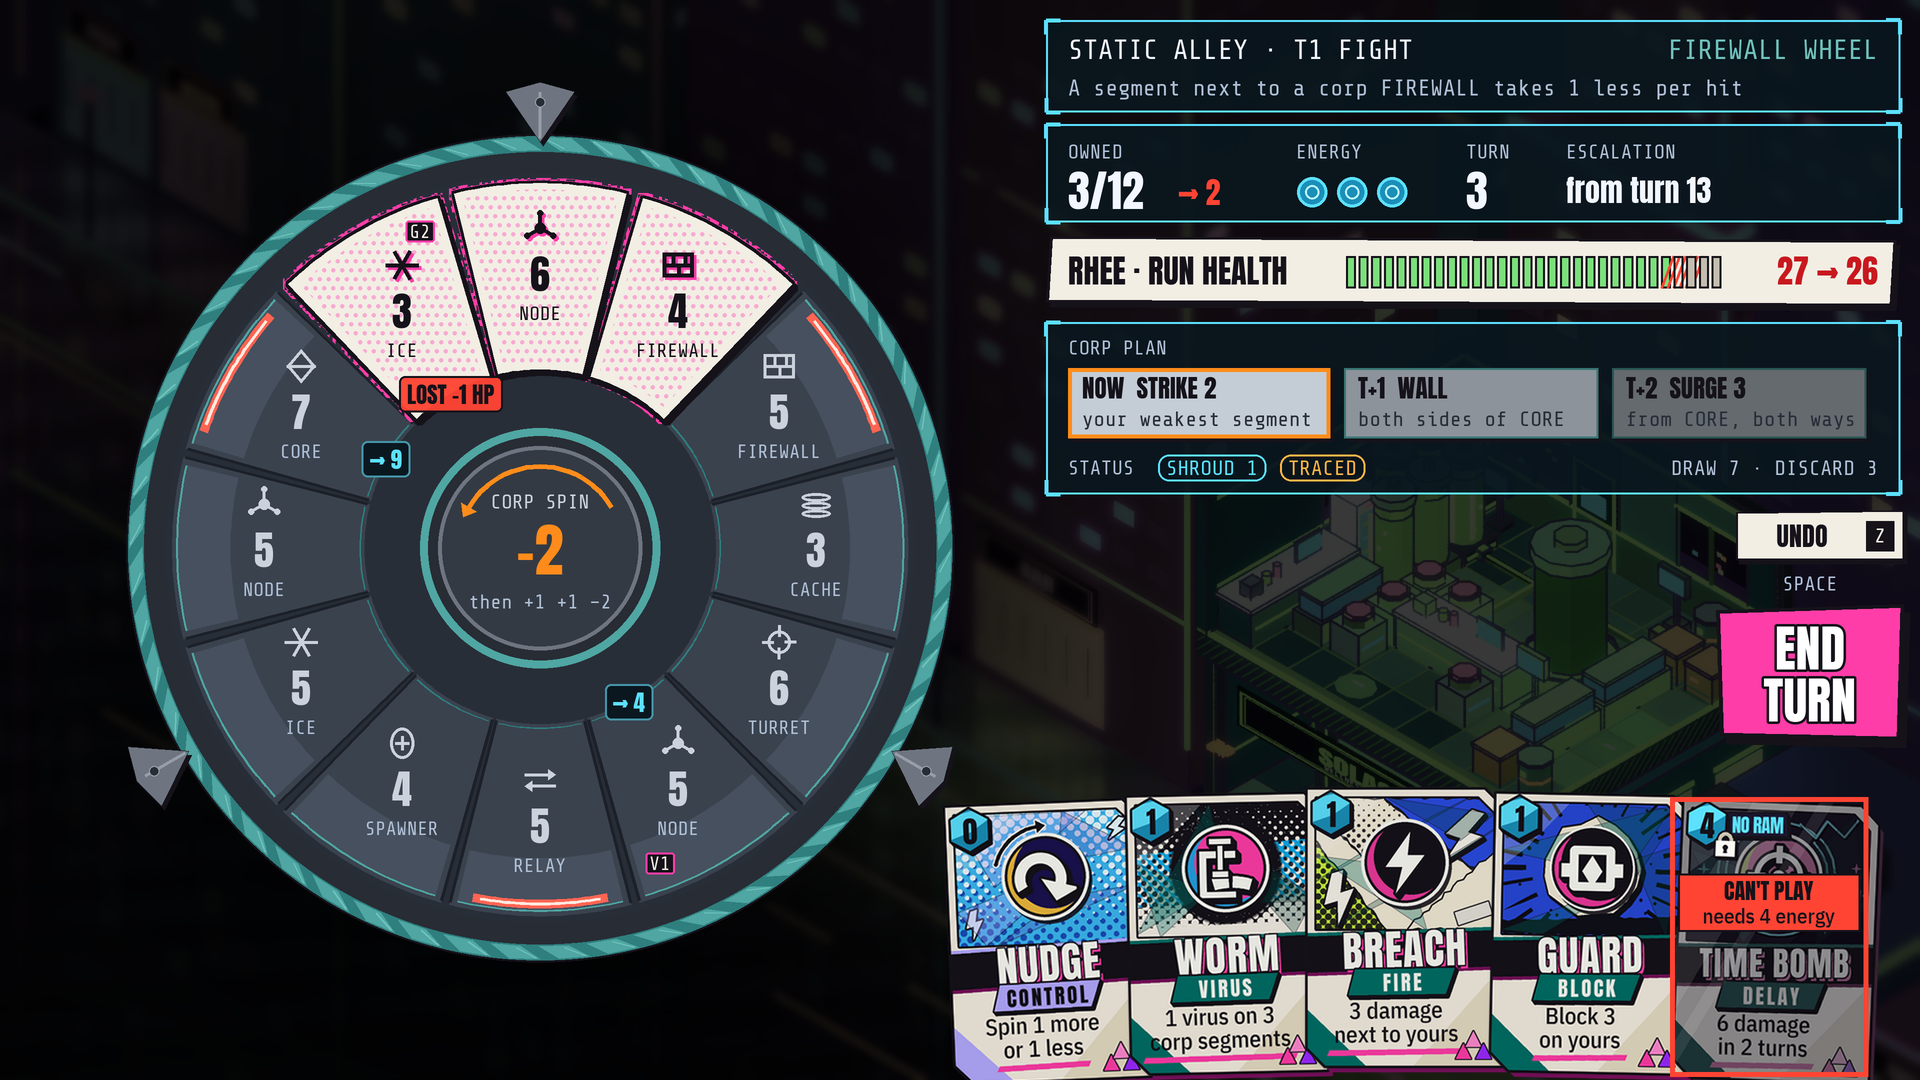 STATIC ALLEY · T1 FIGHT
FIREWALL WHEEL
A segment next to a corp FIREWALL takes 1 less per hit
OWNED
3/12 → 2
ENERGY
TURN
3
ESCALATION
from turn 13
RHEE · RUN HEALTH
27 → 26
CORP PLAN
NOW STRIKE 2
your weakest segment
T+1 WALL
both sides of CORE
T+2 SURGE 3
from CORE, both ways
STATUS
SHROUD 1
TRACED
DRAW 7 · DISCARD 3
UNDO Z
SPACE
END
TURN
6
NODE
4
FIREWALL
5
FIREWALL
3
CACHE
6
TURRET
→ 4
5
NODE
V1
5
RELAY
4
SPAWNER
5
ICE
5
NODE
7
CORE
→ 9
G2
3
ICE
LOST -1 HP
CORP SPIN
-2
then +1 +1 -2
0
NUDGE
CONTROL
Spin 1 more
or 1 less
1
WORM
VIRUS
1 virus on 3
corp segments
1
BREACH
FIRE
3 damage
next to yours
1
GUARD
BLOCK
Block 3
on yours
4 NO RAM
CAN'T PLAY
needs 4 energy
TIME BOMB
DELAY
6 damage
in 2 turns